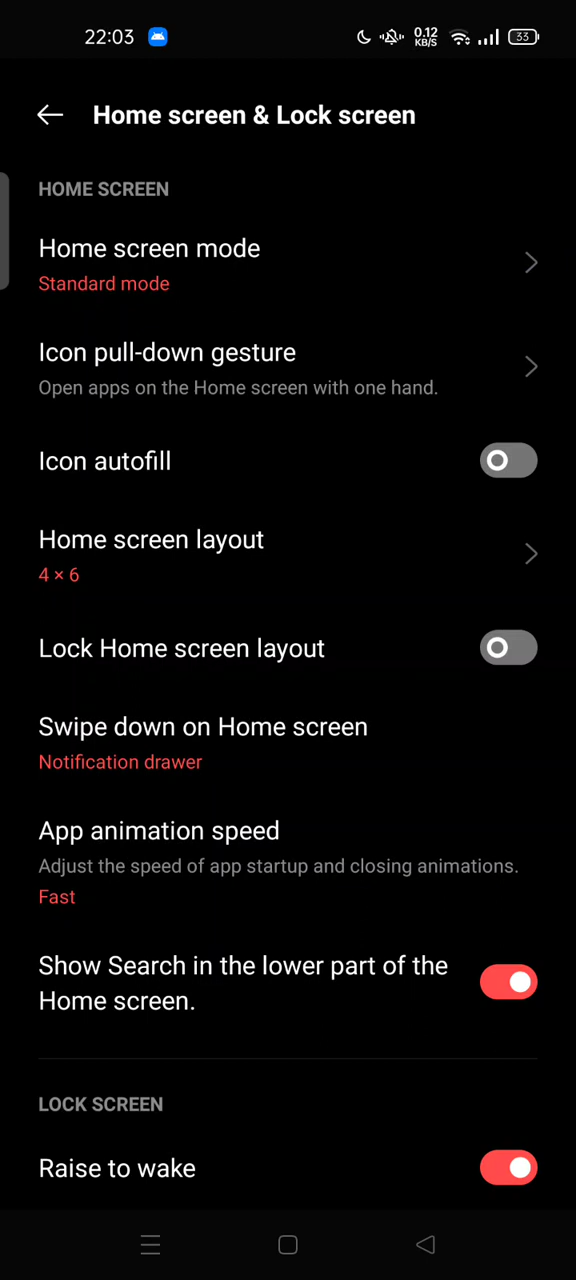 22:03
0.12
KB/S
33
Home screen & Lock screen
HOME SCREEN
Home screen mode
Standard mode
Icon pull-down gesture
Open apps on the Home screen with one hand.
Icon autofill
Home screen layout
4 × 6
Lock Home screen layout
Swipe down on Home screen
Notification drawer
App animation speed
Adjust the speed of app startup and closing animations.
Fast
Show Search in the lower part of the
Home screen.
LOCK SCREEN
Raise to wake